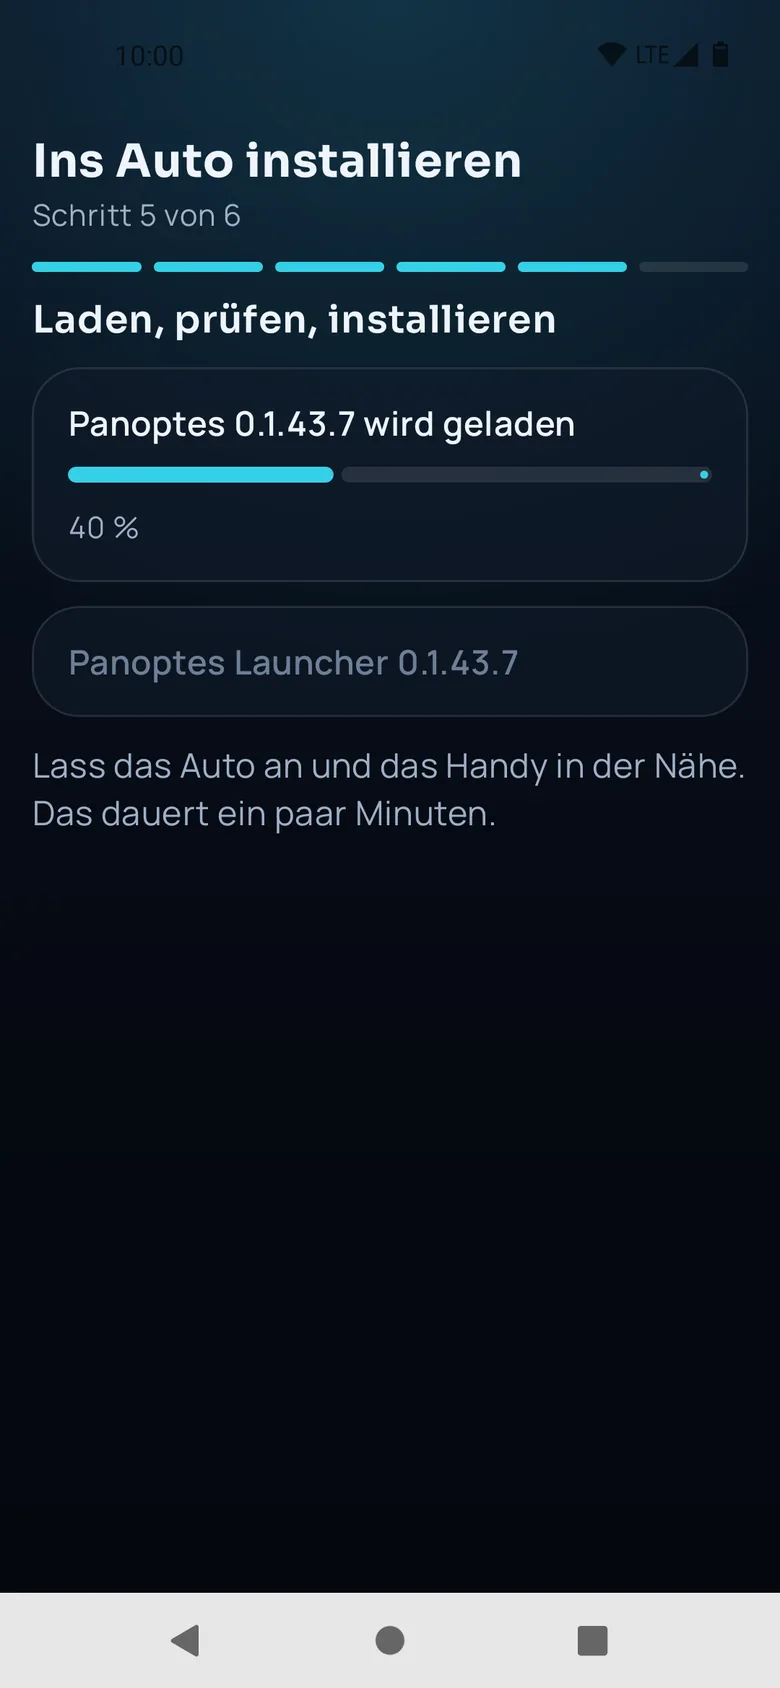 10:00
LTE
Ins Auto installieren
Schritt 5 von 6
Laden, prüfen, installieren
Panoptes 0.1.43.7 wird geladen
40 %
Panoptes Launcher 0.1.43.7
Lass das Auto an und das Handy in der Nähe.
Das dauert ein paar Minuten.